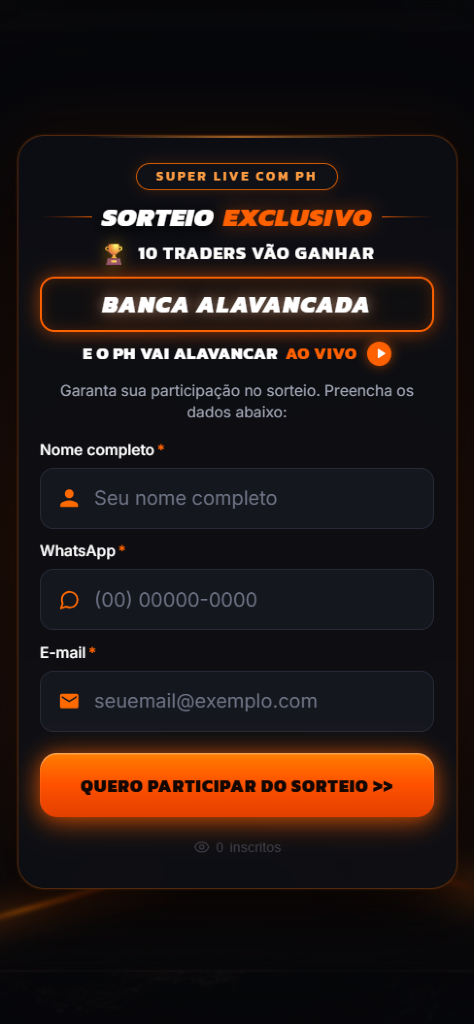 SUPER LIVE COM PH
SORTEIO EXCLUSIVO
10 TRADERS VÃO GANHAR
BANCA ALAVANCADA
E O PH VAI ALAVANCAR AO VIVO
Garanta sua participação no sorteio. Preencha os
dados abaixo:
Nome completo *
Seu nome completo
WhatsApp *
(00) 00000-0000
E-mail *
seuemail@exemplo.com
QUERO PARTICIPAR DO SORTEIO >>
0 inscritos